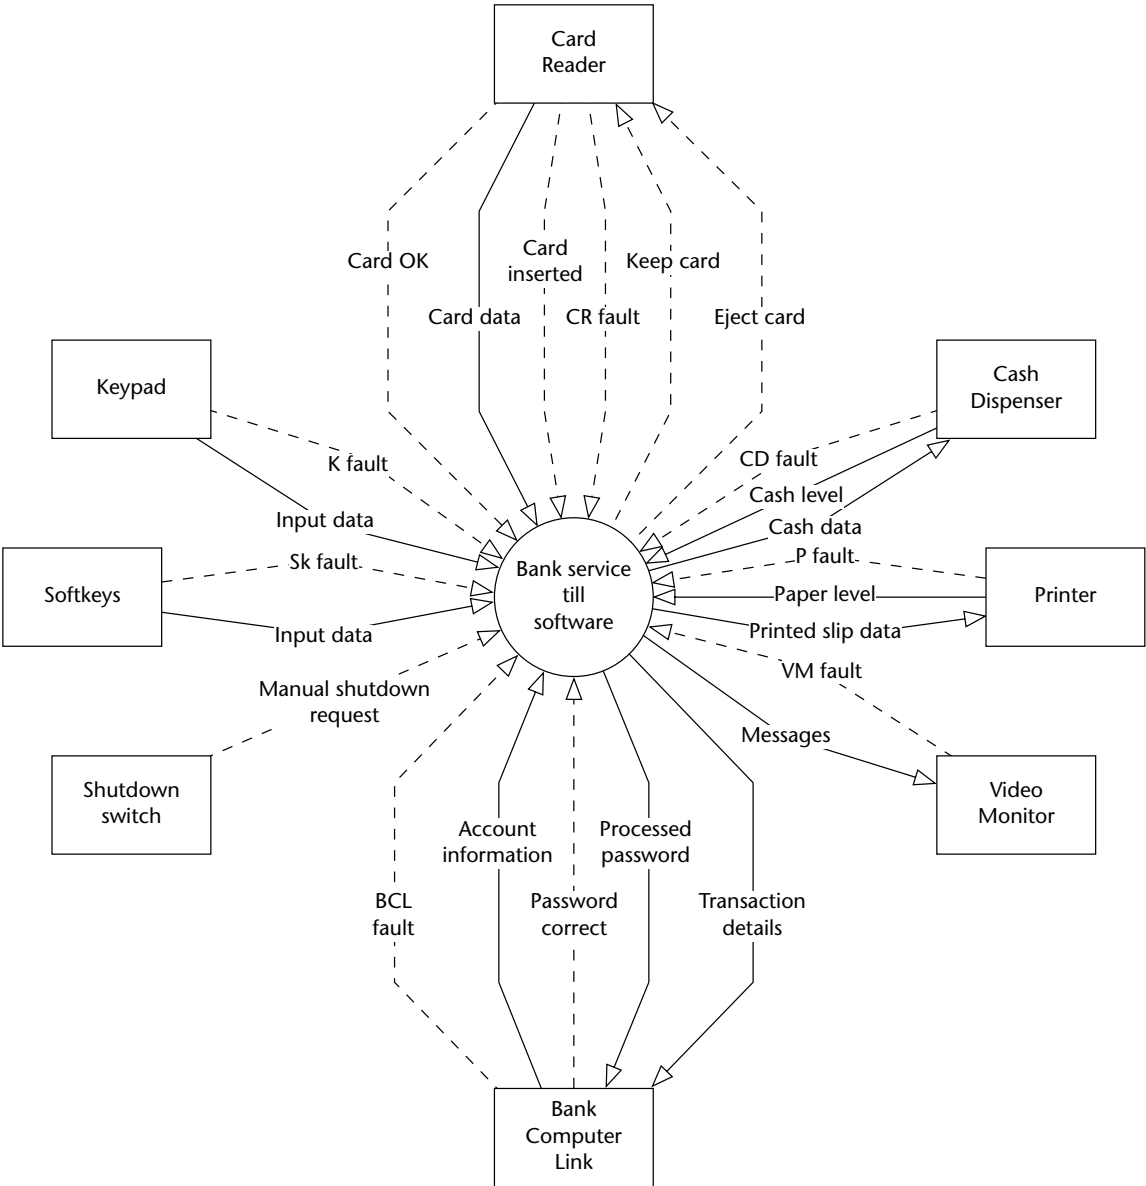 Card
Reader
Card OK
Card
inserted
Keep card
Card data
CR fault
Eject card
Keypad
Cash
Dispenser
K fault
CD fault
Cash level
Input data
Cash data
Sk fault
P fault
Softkeys
Bank service
till
software
Paper level
Printer
Input data
Printed slip data
VM fault
Manual shutdown
request
Messages
Shutdown
switch
Video
Monitor
Account
information
Processed
password
BCL
fault
Password
correct
Transaction
details
Bank
Computer
Link